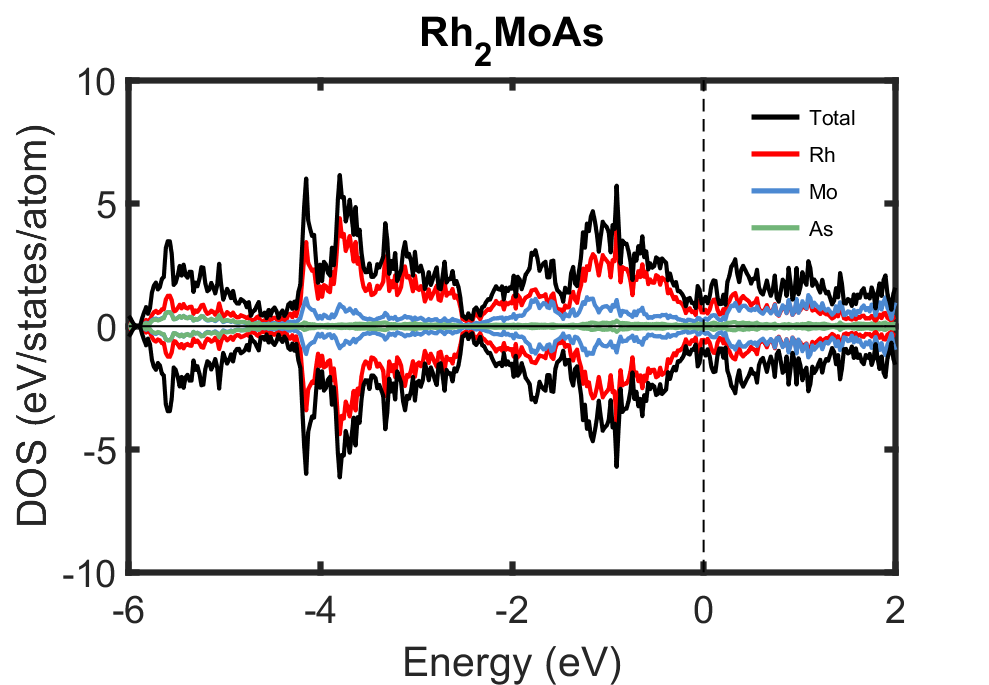 Rh2MoAs
10
5
0
-5
-10
DOS (eV/states/atom)
Total
Rh
Mo
As
-6 -4 -2 0 2
Energy (eV)